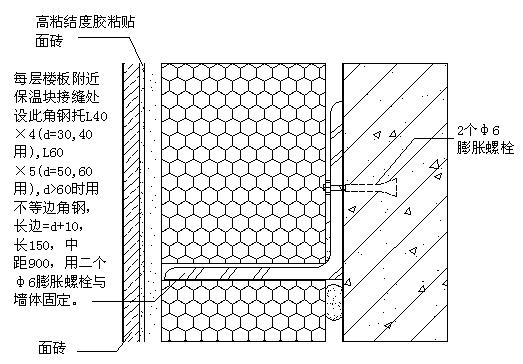 高粘结度胶粘贴
面砖
每层楼板附近
保温块接缝处
设此角钢托L40
×4(d=30,40
用),L60
×5(d=50,60
用),d>60时用
不等边角钢,
长边=d+10,
长150, 中
距900, 用二个
φ6膨胀螺栓与
墙体固定。
2个φ6
膨胀螺栓
面砖